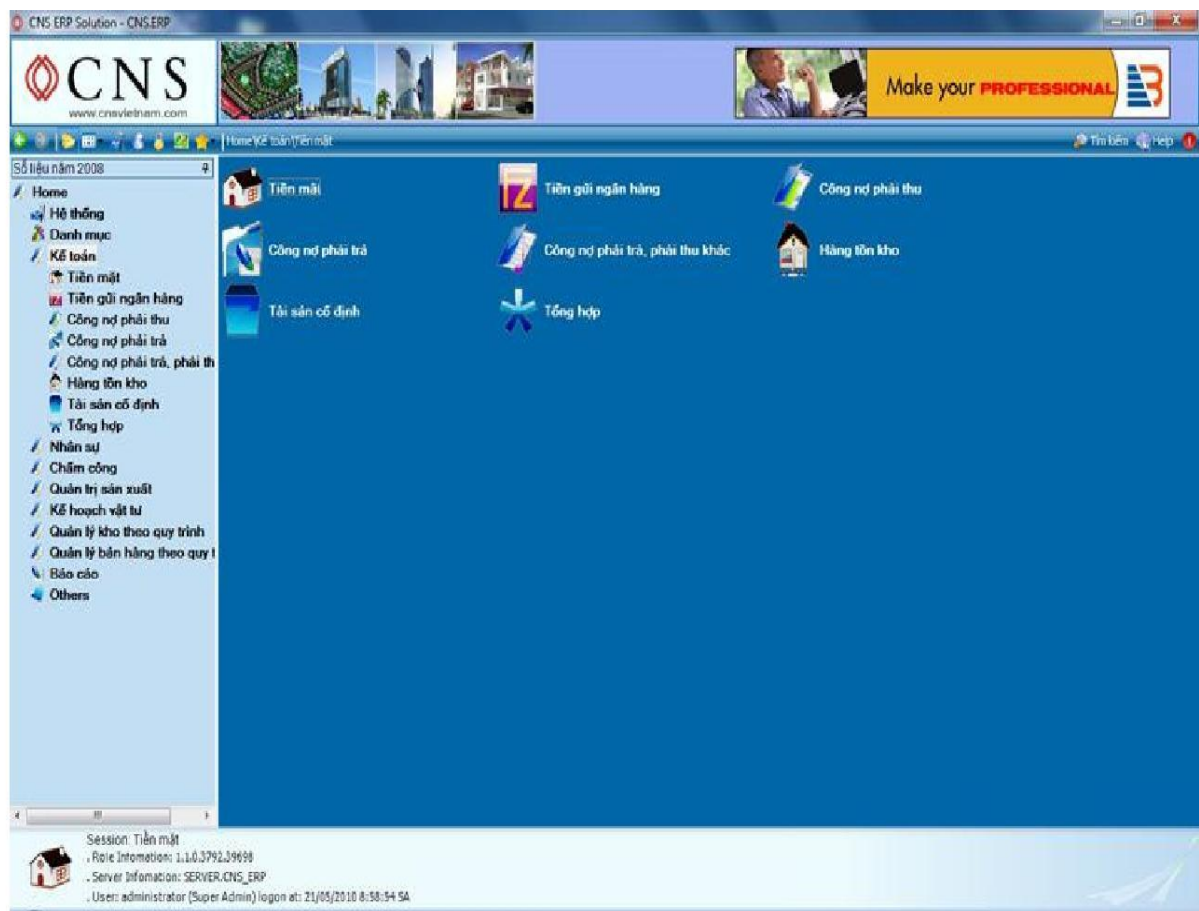 CNS ERP Solution - CNS.ERP
CNS
www.cnsvietnam.com
Make your PROFESSIONAL
Home\Kế toán\Tiền mặt
Tìm kiếm
Help
Số liệu năm 2008
Home
Hệ thống
Danh mục
Kế toán
Tiền mặt
Tiền gửi ngân hàng
Công nợ phải thu
Công nợ phải trả
Công nợ phải trả, phải th
Hàng tồn kho
Tài sản cố định
Tổng hợp
Nhân sự
Chấm công
Quản trị sản xuất
Kế hoạch vật tư
Quản lý kho theo quy trình
Quản lý bán hàng theo quy t
Báo cáo
Others
Tiền mặt
Tiền gửi ngân hàng
Công nợ phải thu
Công nợ phải trả
Công nợ phải trả, phải thu khác
Hàng tồn kho
Tài sản cố định
Tổng hợp
Session: Tiền mặt
. Role Infomation: 1.1.0.3792.39698
. Server Infomation: SERVER.CNS_ERP
. User: administrator (Super Admin) logon at: 21/05/2010 8:58:54 SA